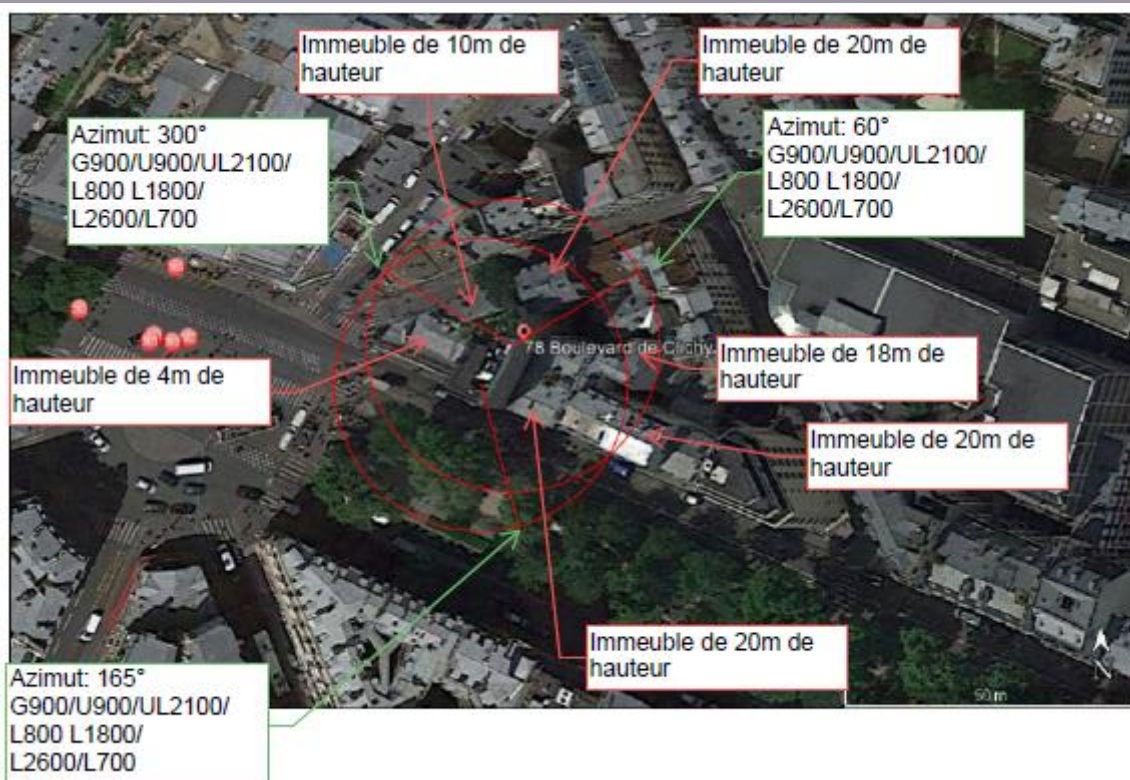 Immeuble de 10m de
hauteur
Immeuble de 20m de
hauteur
Azimut: 300°
G900/U900/UL2100/
L800 L1800/
L2600/L700
Azimut: 60°
G900/U900/UL2100/
L800 L1800/
L2600/L700
78 Boulevard de Clichy
Immeuble de 4m de
hauteur
Immeuble de 18m de
hauteur
Immeuble de 20m de
hauteur
Immeuble de 20m de
hauteur
Azimut: 165°
G900/U900/UL2100/
L800 L1800/
L2600/L700
N
50 m